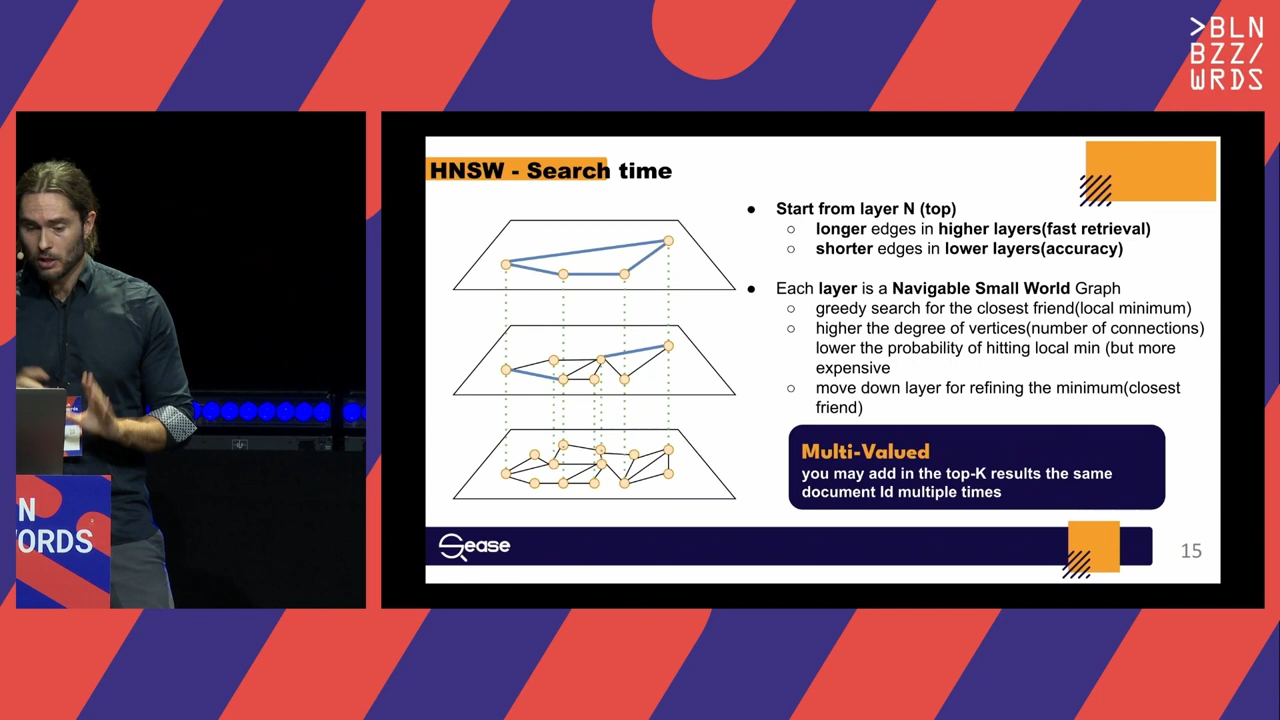 >BLN
BZZ/
WRDS
HNSW - Search time
● Start from layer N (top)
○ longer edges in higher layers(fast retrieval)
○ shorter edges in lower layers(accuracy)
● Each layer is a Navigable Small World Graph
○ greedy search for the closest friend(local minimum)
○ higher the degree of vertices(number of connections)
lower the probability of hitting local min (but more
expensive
○ move down layer for refining the minimum(closest
friend)
Multi-Valued
you may add in the top-K results the same
document Id multiple times
Sease
15
N
ORDS